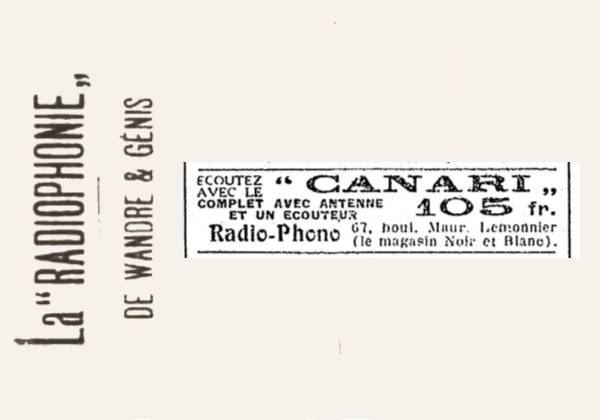 La “RADIOPHONIE„
DE WANDRE & GÉNIS
ECOUTEZ
AVEC LE “ CANARI „
COMPLET AVEC ANTENNE
ET UN ECOUTEUR 105 fr.
Radio-Phono 67, boul. Maur. Lemonnier
(le magasin Noir et Blanc).